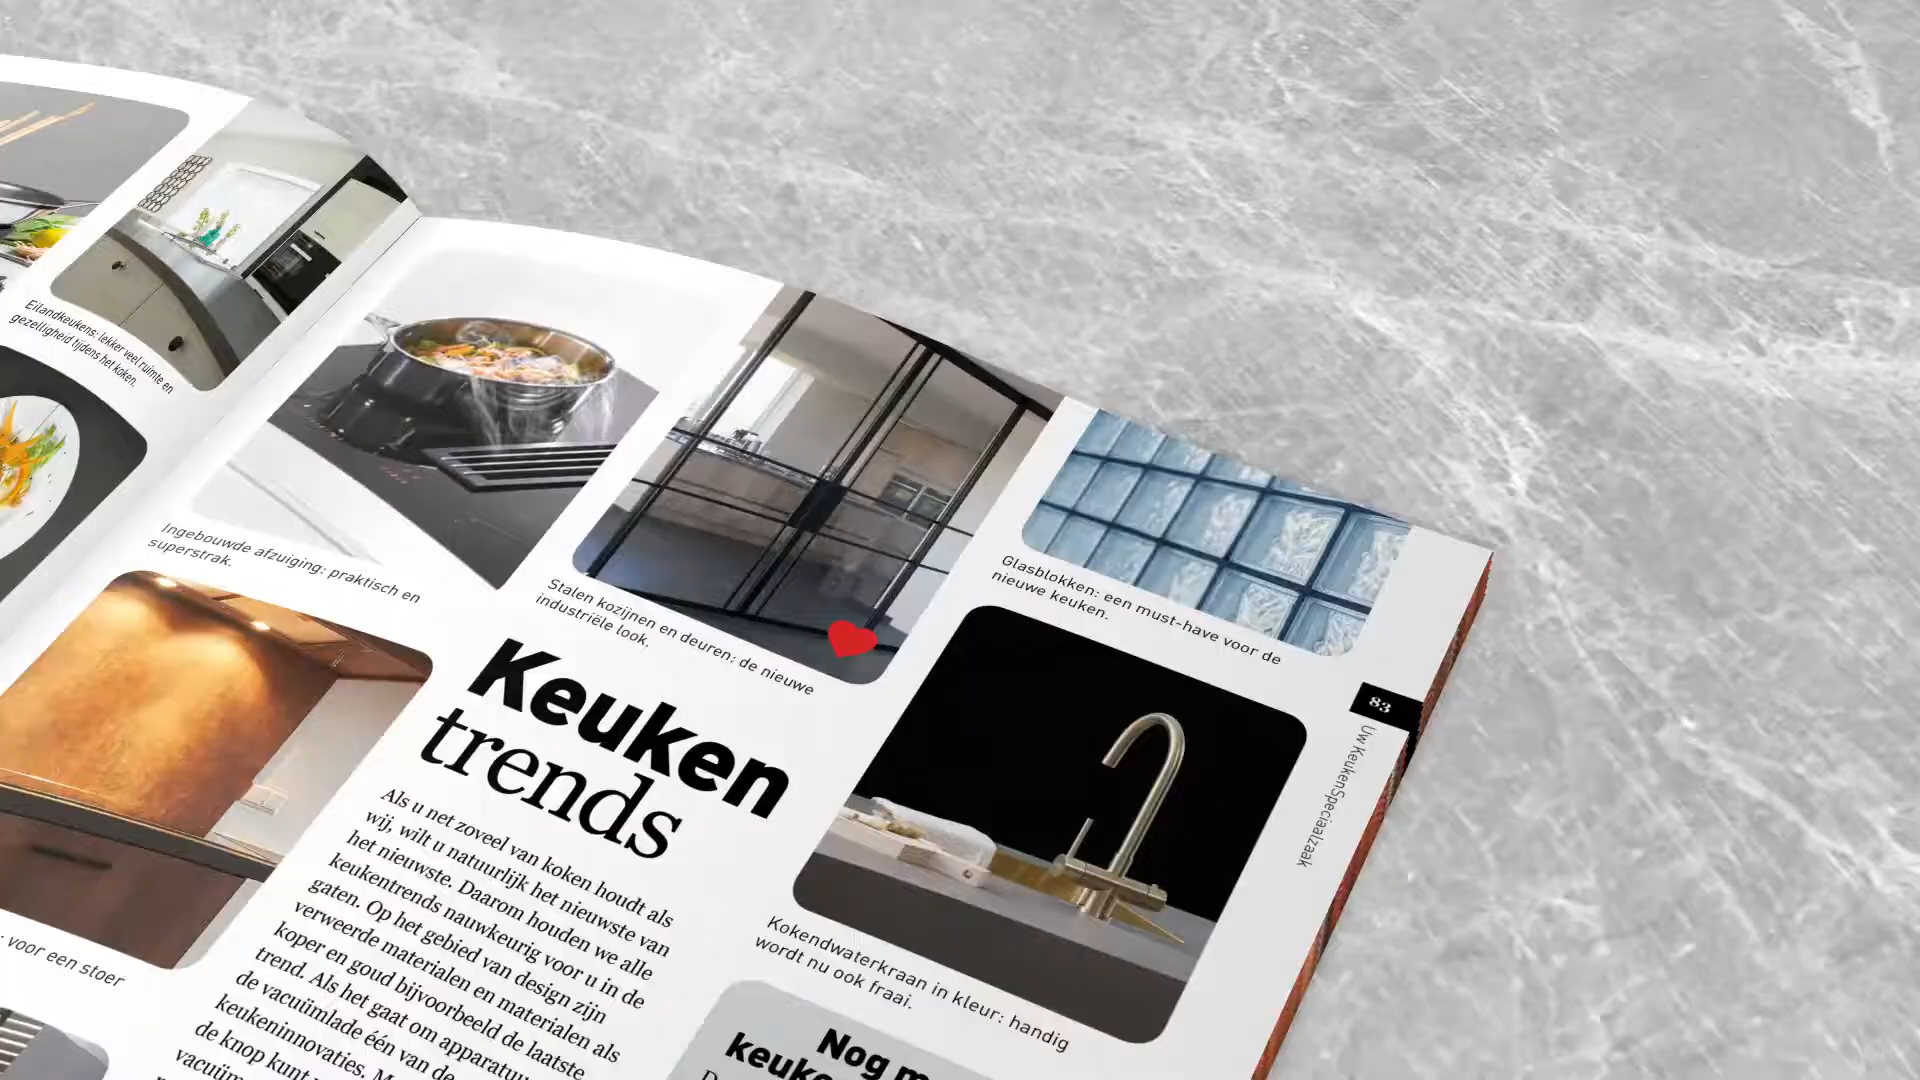 Eilandkeukens: lekker veel ruimte en
gezelligheid tijdens het koken.
Ingebouwde afzuiging: praktisch en
superstrak.
Stalen kozijnen en deuren: de nieuwe
industriële look.
Glasblokken: een must-have voor de
nieuwe keuken.
: voor een stoer
Keuken
trends
Als u net zoveel van koken houdt als
wij, wilt u natuurlijk het nieuwste van
het nieuwste. Daarom houden we alle
keukentrends nauwkeurig voor u in de
gaten. Op het gebied van design zijn
verweerde materialen en materialen als
koper en goud bijvoorbeeld de laatste
trend. Als het gaat om apparatuu
de vacuümlade één van de
keukeninnovaties. M
de knop kunt
vacuüm
Kokendwaterkraan in kleur: handig
wordt nu ook fraai.
Nog m
keuke
83
Uw KeukenSpeciaalzaak